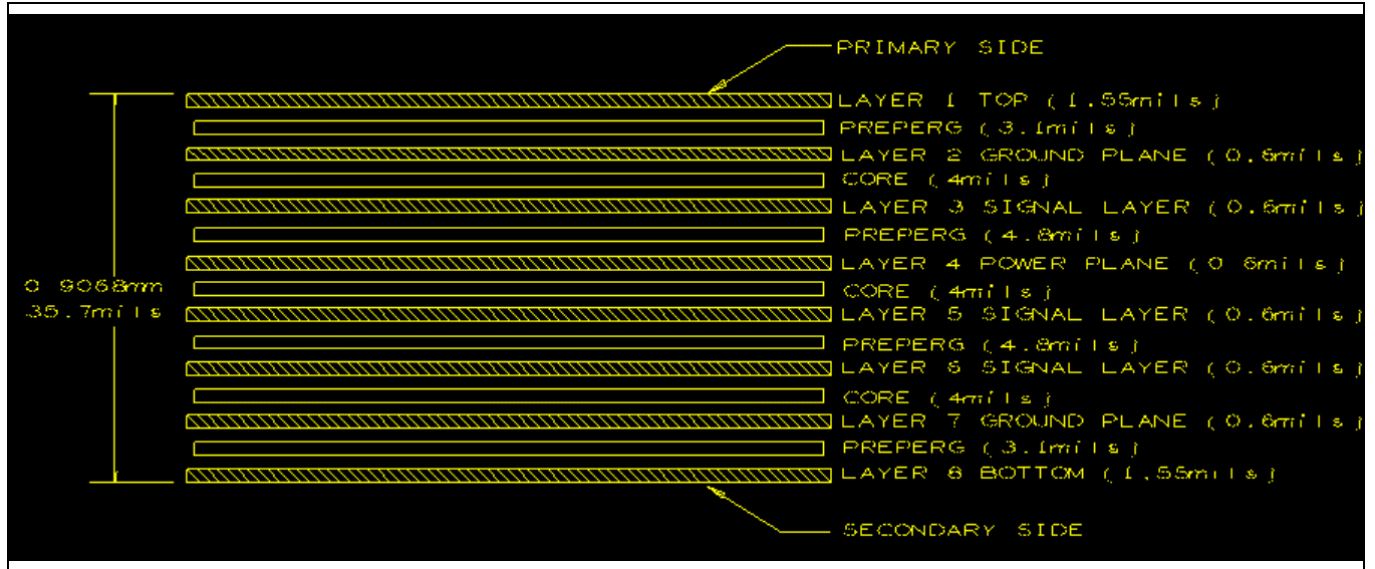 PRIMARY SIDE
LAYER 1 TOP (1.55mils)
PREPERG (3.1mils)
LAYER 2 GROUND PLANE (0.6mils)
CORE (4mils)
LAYER 3 SIGNAL LAYER (0.6mils)
PREPERG (4.8mils)
LAYER 4 POWER PLANE (0.6mils)
0.9068mm
CORE (4mils)
35.7mils
LAYER 5 SIGNAL LAYER (0.6mils)
PREPERG (4.8mils)
LAYER 6 SIGNAL LAYER (0.6mils)
CORE (4mils)
LAYER 7 GROUND PLANE (0.6mils)
PREPERG (3.1mils)
LAYER 8 BOTTOM (1.55mils)
SECONDARY SIDE